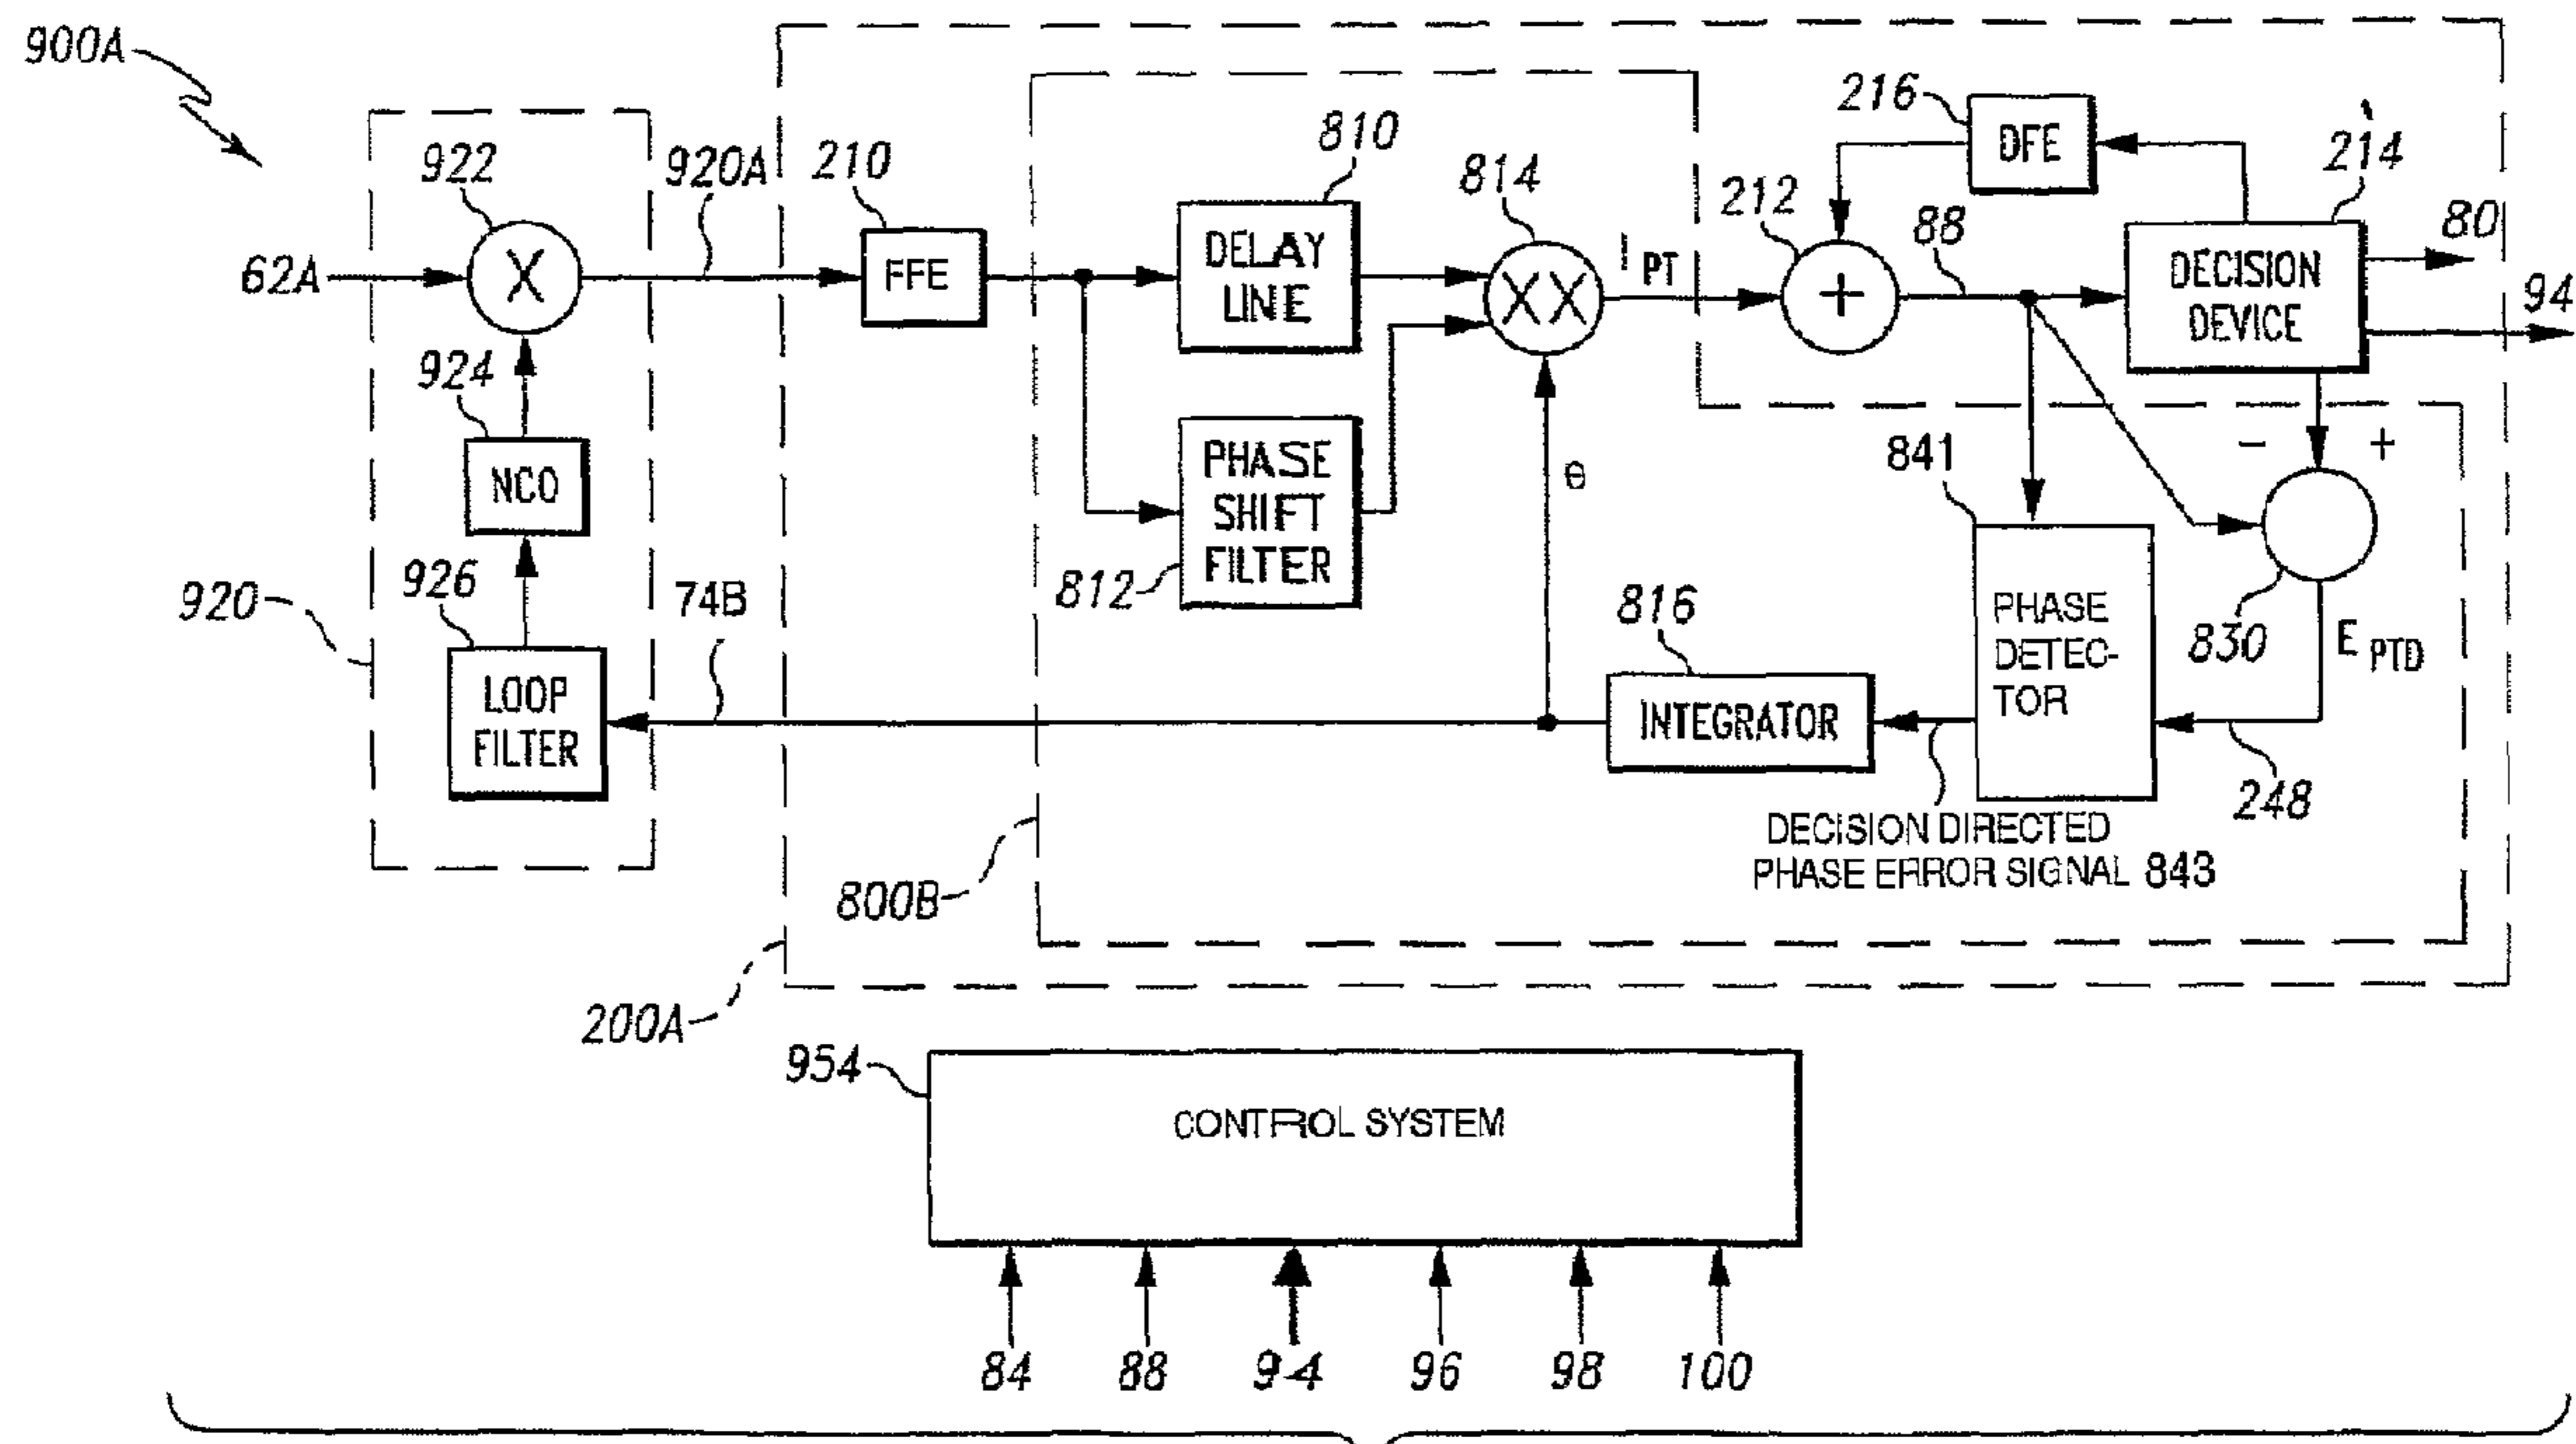 900A
922
920A
210
810
814
216
DFE
214
212
88
80
62A
X
FFE
DELAY
LINE
XX
I PT
+
DECISION
DEVICE
94
924
NCO
PHASE
SHIFT
FILTER
812
θ
841
- +
830
E PTD
926
920
LOOP
FILTER
74B
816
INTEGRATOR
PHASE
DETEC-
TOR
248
DECISION DIRECTED
PHASE ERROR SIGNAL 843
800B
200A
954
CONTROL SYSTEM
84 88 94 96 98 100